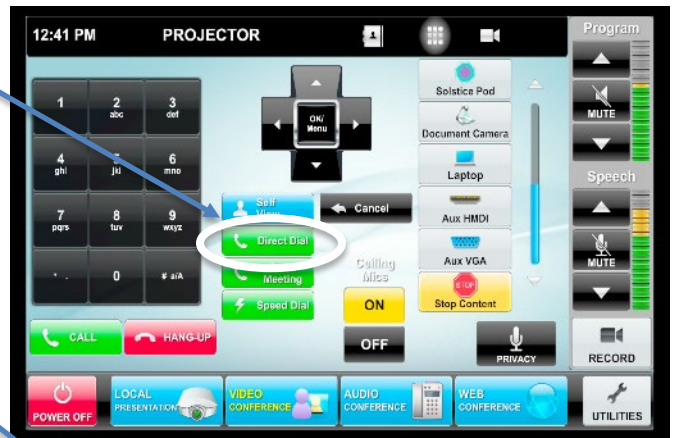 12:41 PM PROJECTOR
Program
Solstice Pod
1 2 3
abc def
OK/
Menu
MUTE
Document Camera
4 5 6
ghi jkl mno
Laptop
Speech
Self
View
Cancel
7 8 9
pqrs tuv wxyz
Aux HDMI
Direct Dial
Aux VGA
MUTE
Ceiling
Mics
Meeting
* . 0 # a/A
STOP
Stop Content
Speed Dial
ON
CALL HANG-UP
OFF
PRIVACY
RECORD
POWER OFF
LOCAL
PRESENTATION
VIDEO
CONFERENCE
AUDIO
CONFERENCE
WEB
CONFERENCE
UTILITIES